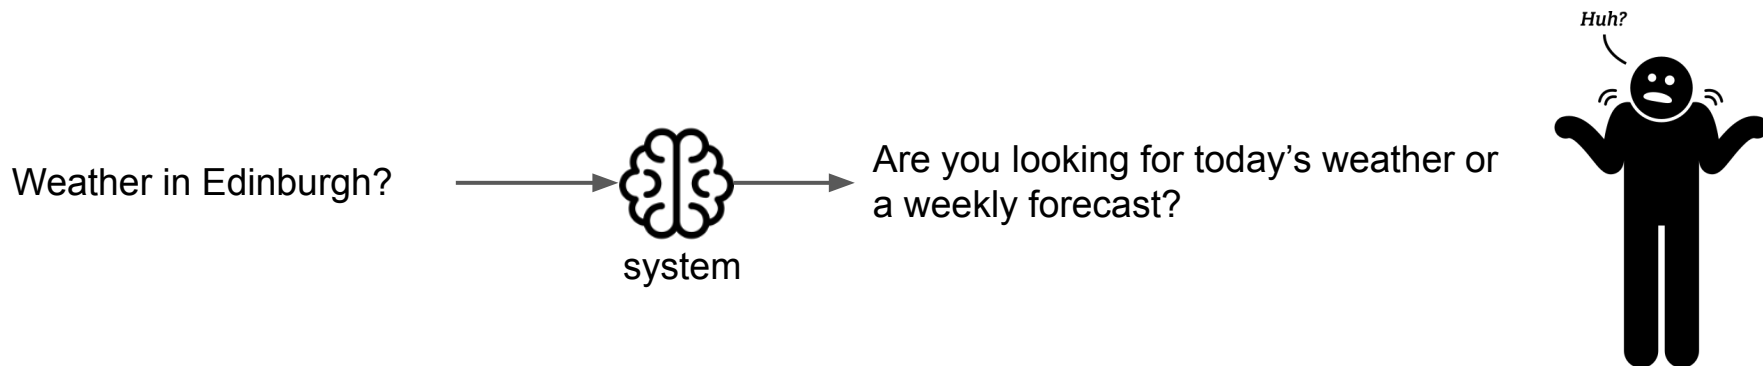 Huh?
Weather in Edinburgh?
Are you looking for today’s weather or
a weekly forecast?
system